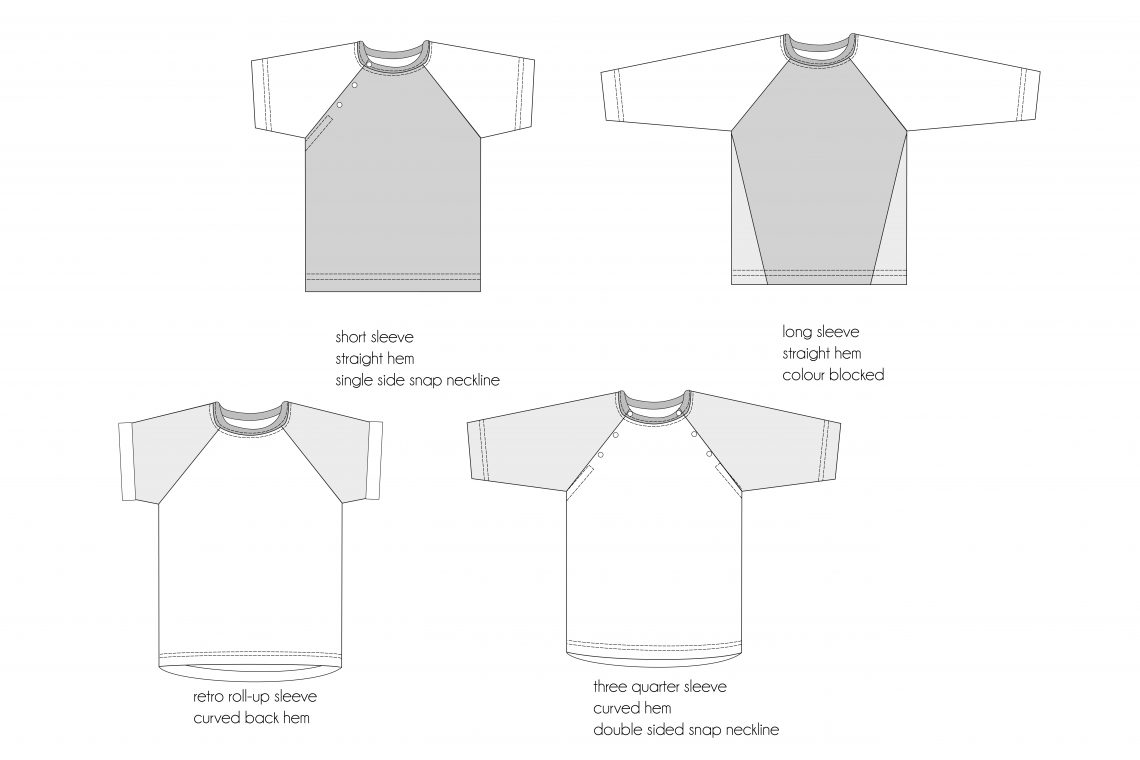 short sleeve
straight hem
single side snap neckline
long sleeve
straight hem
colour blocked
retro roll-up sleeve
curved back hem
three quarter sleeve
curved hem
double sided snap neckline